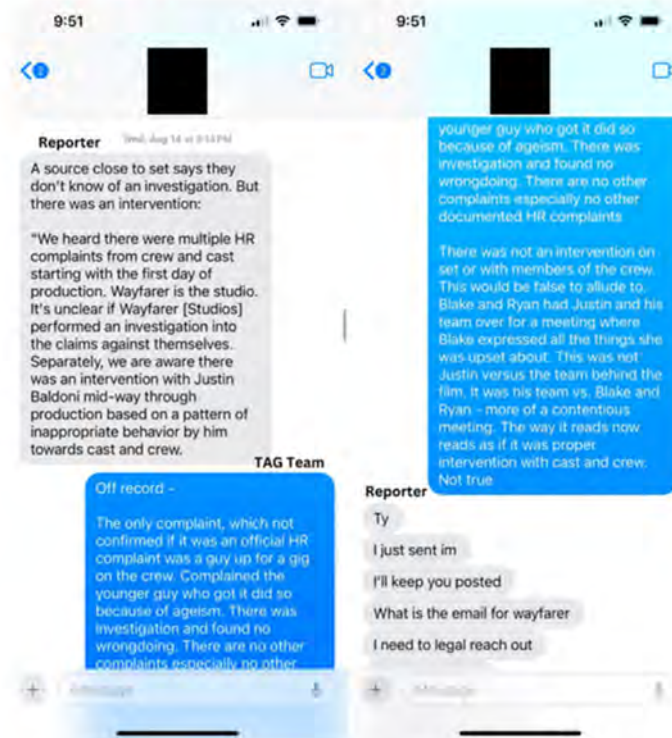 9:51
2
Reporter
Wed, Aug 14 at 9:14 PM
A source close to set says they
don't know of an investigation. But
there was an intervention:
"We heard there were multiple HR
complaints from crew and cast
starting with the first day of
production. Wayfarer is the studio.
It's unclear if Wayfarer [Studios]
performed an investigation into
the claims against themselves.
Separately, we are aware there
was an intervention with Justin
Baldoni mid-way through
production based on a pattern of
inappropriate behavior by him
towards cast and crew.
TAG Team
Off record –
The only complaint, which not
confirmed if it was an official HR
complaint was a guy up for a gig
on the crew. Complained the
younger guy who got it did so
because of ageism. There was
investigation and found no
wrongdoing. There are no other
complaints especially no other
iMessage
9:51
2
younger guy who got it did so
because of ageism. There was
investigation and found no
wrongdoing. There are no other
complaints especially no other
documented HR complaints
There was not an intervention on
set or with members of the crew.
This would be false to allude to.
Blake and Ryan had Justin and his
team over for a meeting where
Blake expressed all the things she
was upset about. This was not
Justin versus the team behind the
film. It was his team vs. Blake and
Ryan – more of a contentious
meeting. The way it reads now
reads as if it was proper
intervention with cast and crew.
Not true
Reporter
Ty
I just sent im
I'll keep you posted
What is the email for wayfarer
I need to legal reach out
iMessage